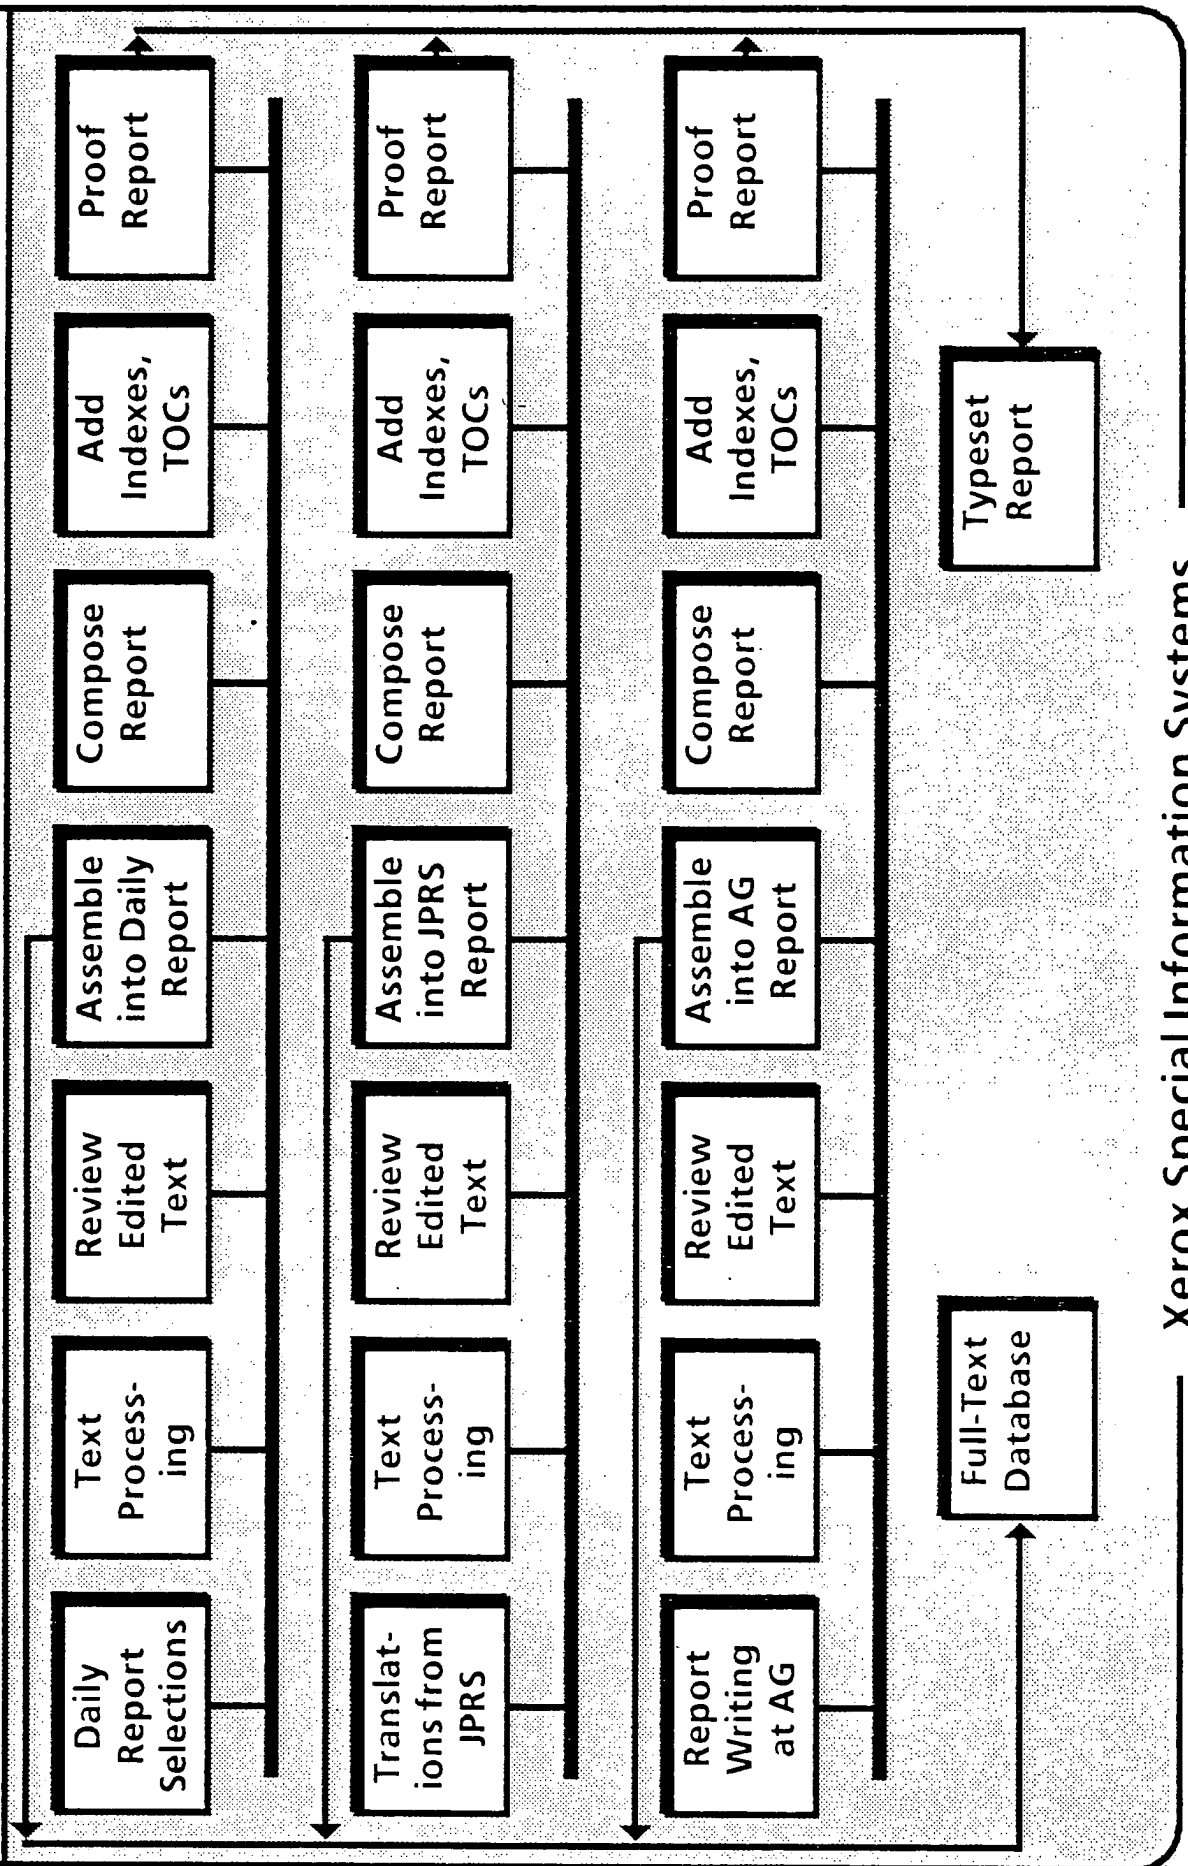 Daily
Report
Selections
Text
Process-
ing
Review
Edited
Text
Assemble
into Daily
Report
Compose
Report
Add
Indexes,
TOCs
Proof
Report
Translat-
ions from
JPRS
Text
Process-
ing
Review
Edited
Text
Assemble
into JPRS
Report
Compose
Report
Add
Indexes,
TOCs
Proof
Report
Report
Writing
at AG
Text
Process-
ing
Review
Edited
Text
Assemble
into AG
Report
Compose
Report
Add
Indexes,
TOCs
Proof
Report
Full-Text
Database
Typeset
Report
Xerox Special Information Systems